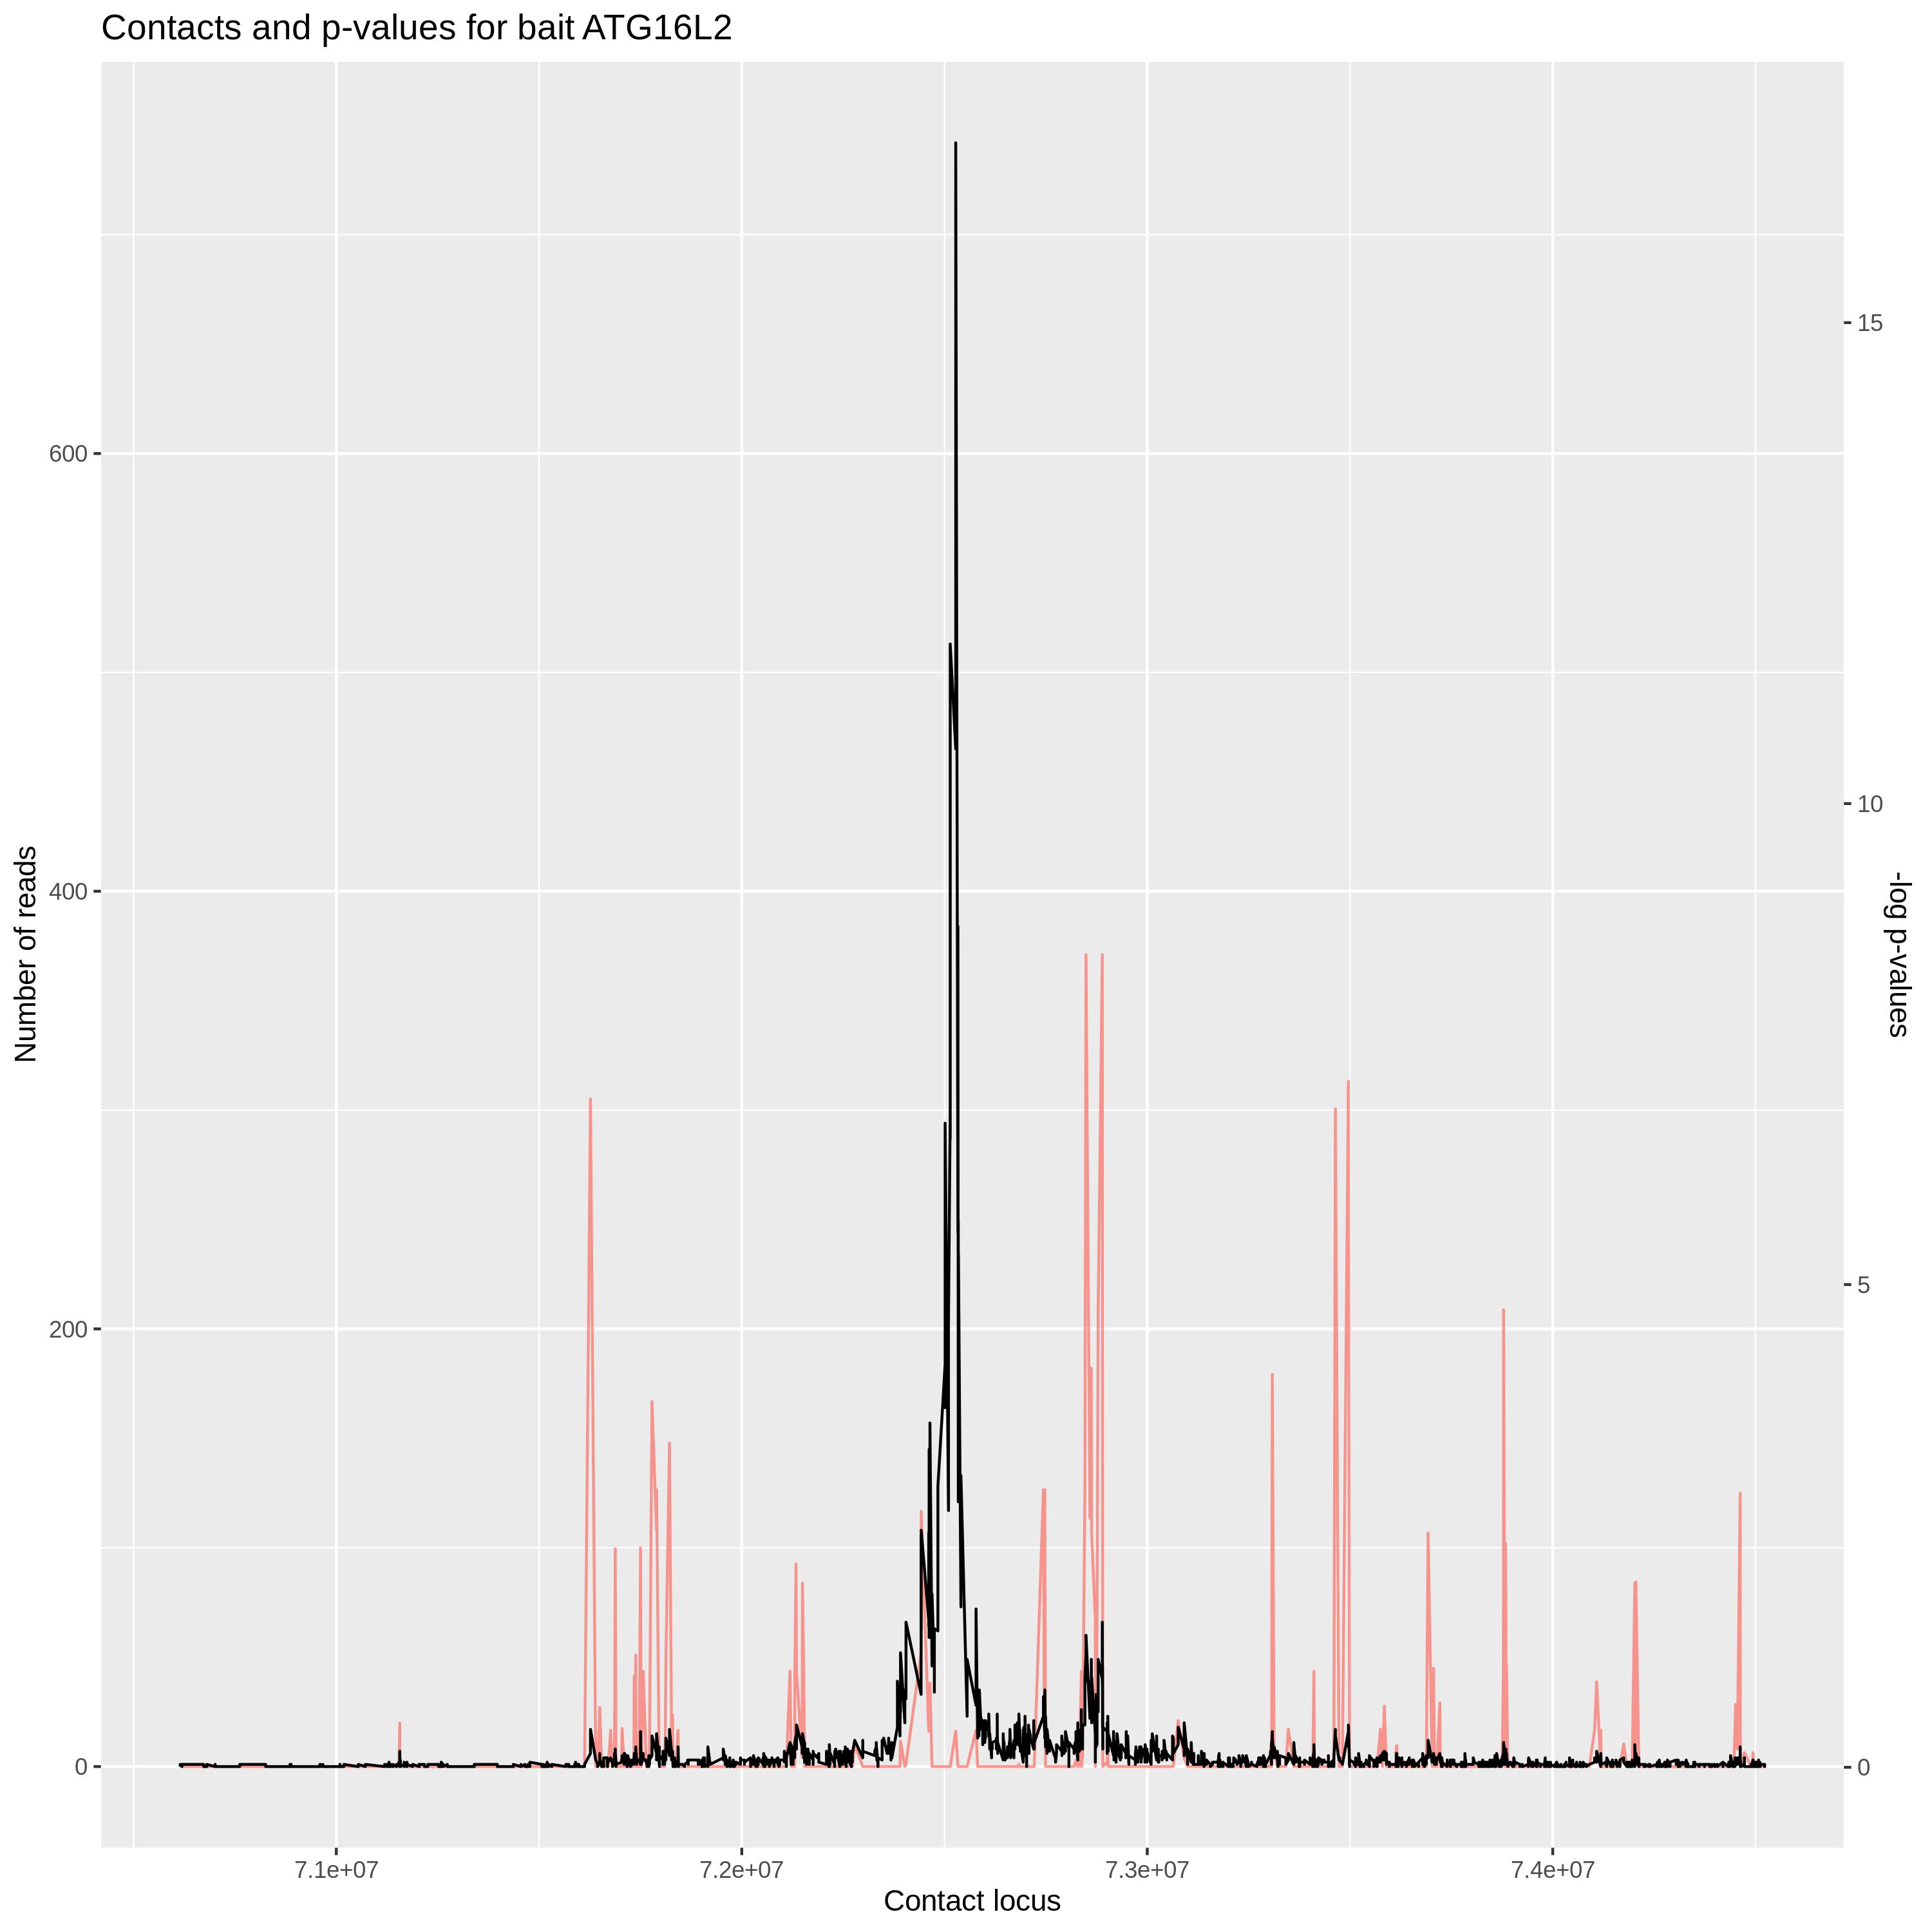 Contacts and p-values for bait ATG16L2
Number of reads
600
400
200
0
15
10
5
0
-log p-values
7.1e+07
7.2e+07
7.3e+07
7.4e+07
Contact locus